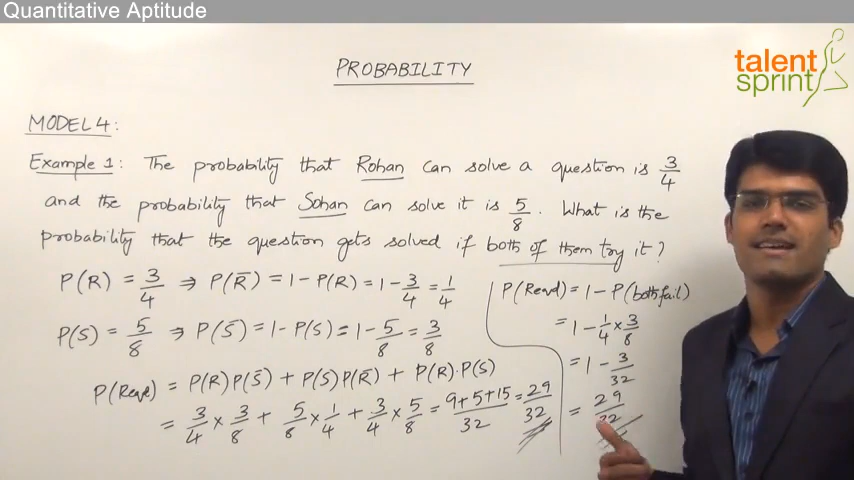 Quantitative Aptitude
talent
sprint
PROBABILITY
MODEL 4:
Example 1: The probability that Rohan can solve a question is 3/4
and the probability that Sohan can solve it is 5/8. What is the
probability that the question gets solved if both of them try it?
P(R) = 3/4 ⇒ P(R̄) = 1 - P(R) = 1 - 3/4 = 1/4
P(S) = 5/8 ⇒ P(S̄) = 1 - P(S) = 1 - 5/8 = 3/8
P(Reqd) = P(R)P(S̄) + P(S)P(R̄) + P(R)·P(S)
= 3/4 × 3/8 + 5/8 × 1/4 + 3/4 × 5/8 = 9+5+15/32 = 29/32
P(Reqd) = 1 - P(both fail)
= 1 - 1/4 × 3/8
= 1 - 3/32
= 29/32